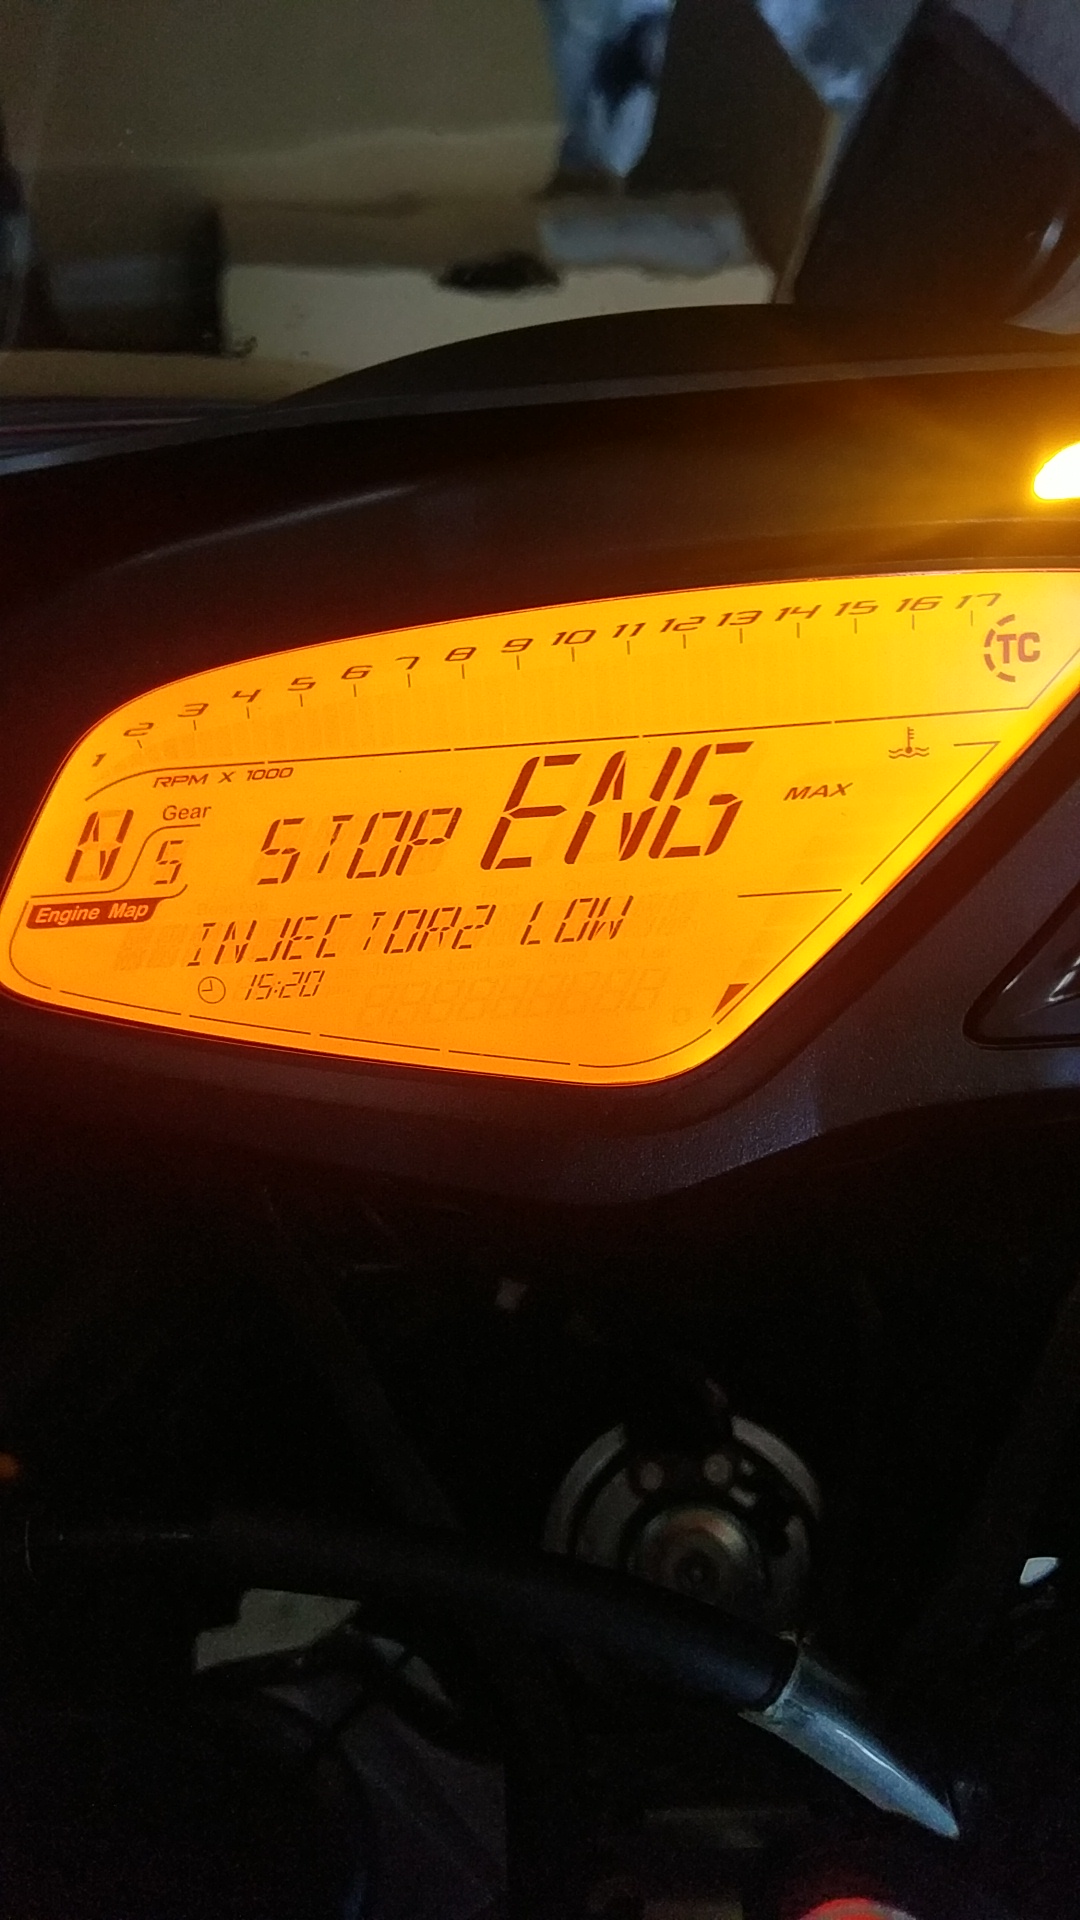 1 2 3 4 5 6 7 8 9 10 11 12 13 14 15 16 17
TC
RPM X 1000
Gear
N S STOP ENG MAX
Engine Map
INJECTOR2 LOW
15:20